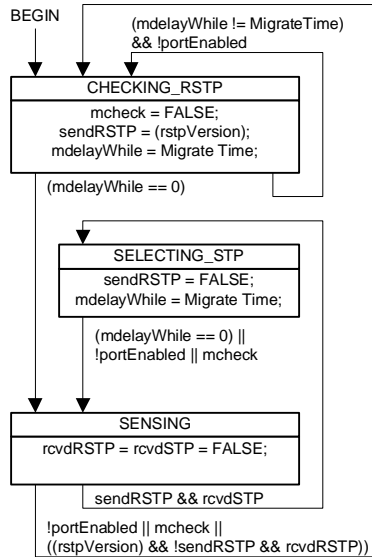 BEGIN
(mdelayWhile != MigrateTime)
&& !portEnabled
CHECKING_RSTP
mcheck = FALSE;
sendRSTP = (rstpVersion);
mdelayWhile = Migrate Time;
(mdelayWhile == 0)
SELECTING_STP
sendRSTP = FALSE;
mdelayWhile = Migrate Time;
(mdelayWhile == 0) ||
!portEnabled || mcheck
SENSING
rcvdRSTP = rcvdSTP = FALSE;
sendRSTP && rcvdSTP
!portEnabled || mcheck ||
((rstpVersion) && !sendRSTP && rcvdRSTP))